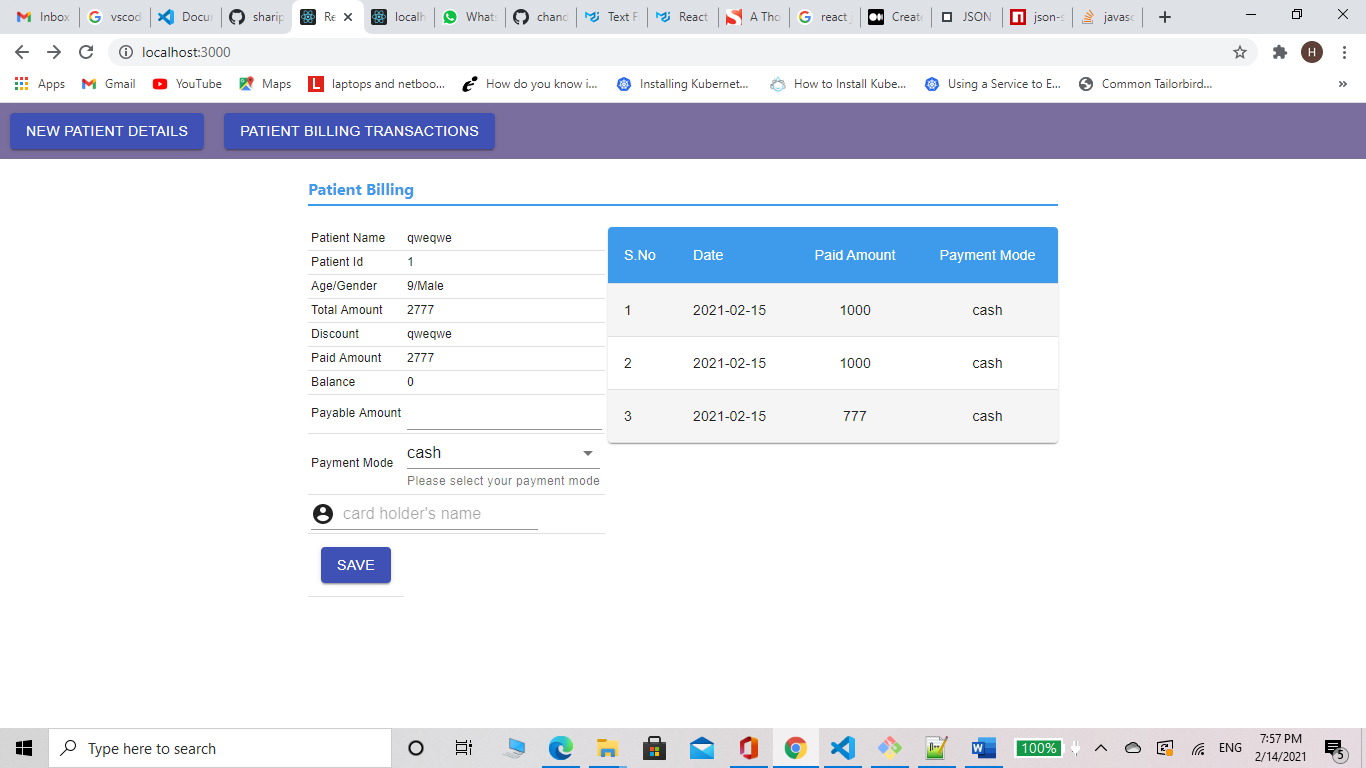 Inbox vscod Docur sharip Re localh Whats chand Text F React A Tho react j Create JSON json-s javasc
localhost:3000 H
Apps Gmail YouTube Maps laptops and netboo... How do you know i... Installing Kubernet... How to Install Kube... Using a Service to E... Common Tailorbird... »
NEW PATIENT DETAILS PATIENT BILLING TRANSACTIONS
Patient Billing
Patient Name qweqwe
Patient Id 1
Age/Gender 9/Male
Total Amount 2777
Discount qweqwe
Paid Amount 2777
Balance 0
Payable Amount
Payment Mode cash
Please select your payment mode
card holder's name
SAVE
S.No Date Paid Amount Payment Mode
1 2021-02-15 1000 cash
2 2021-02-15 1000 cash
3 2021-02-15 777 cash
Type here to search
100% ENG 7:57 PM
2/14/2021 5